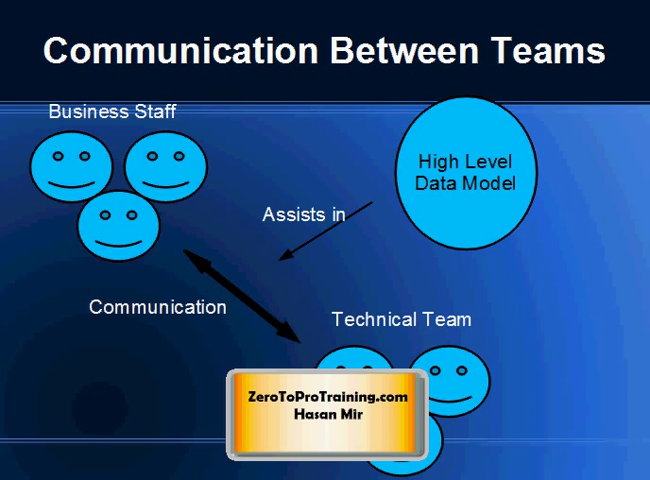 Communication Between Teams
Business Staff
High Level
Data Model
Assists in
Communication
Technical Team
ZeroToProTraining.com
Hasan Mir